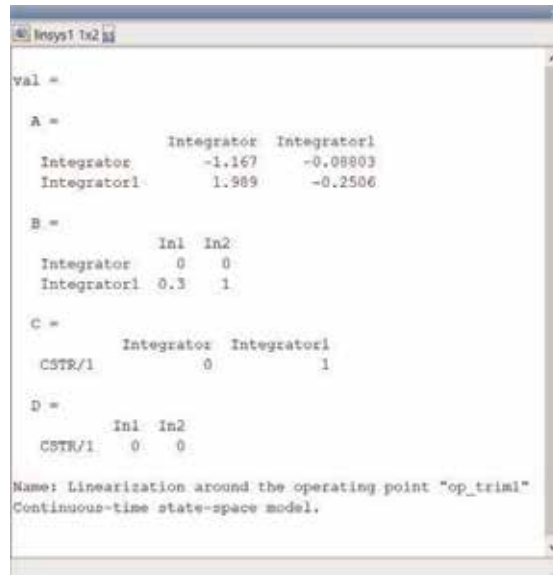 linsys1 1x2
val =
A =
Integrator Integrator1
Integrator -1.167 -0.08803
Integrator1 1.989 -0.2506
B =
In1 In2
Integrator 0 0
Integrator1 0.3 1
C =
Integrator Integrator1
CSTR/1 0 1
D =
In1 In2
CSTR/1 0 0
Name: Linearization around the operating point "op_trim1"
Continuous-time state-space model.